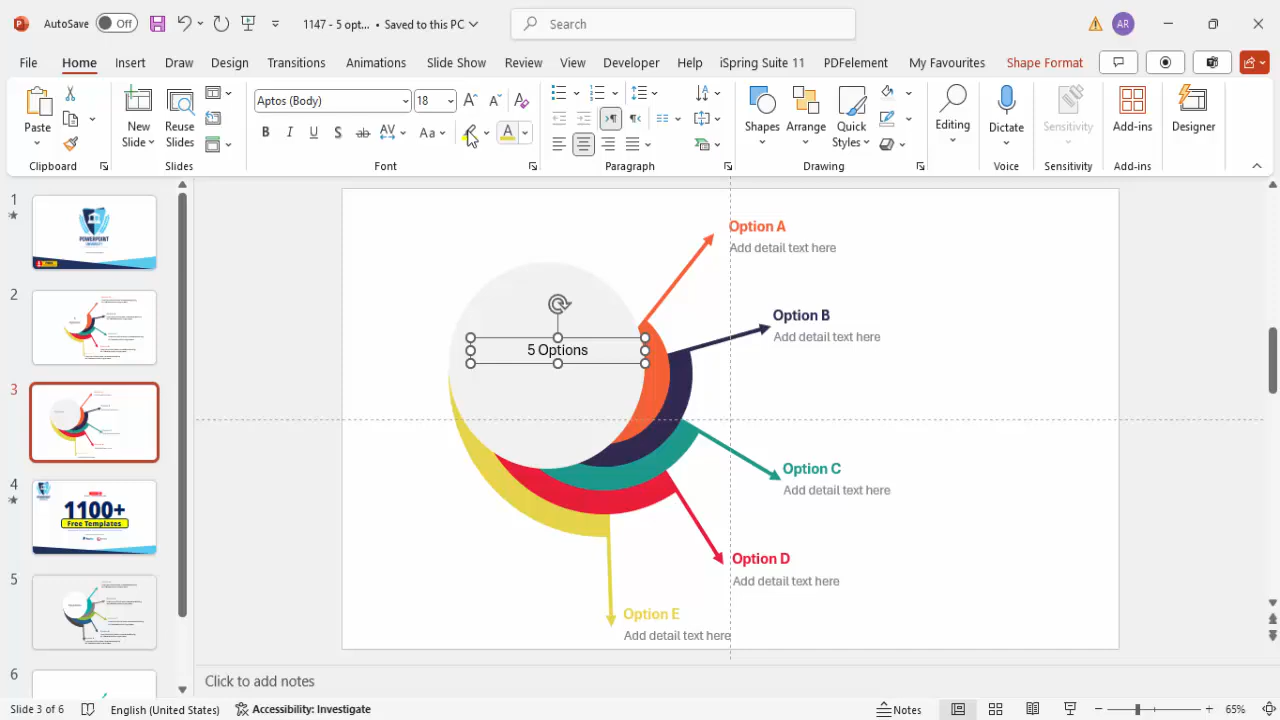 AutoSave Off 1147 - 5 opt... • Saved to this PC Search AR
File Home Insert Draw Design Transitions Animations Slide Show Review View Developer Help iSpring Suite 11 PDFelement My Favourites Shape Format
Paste
New Slide
Reuse Slides
Aptos (Body) 18
Shapes
Arrange
Quick Styles
Editing
Dictate
Sensitivity
Add-ins
Designer
Clipboard Slides Font Paragraph Drawing Voice Sensitivity Add-ins
1
POWERPOINT
UNIVERSITY
2
3
4
1100+
Free Templates
5
6
5 Options
Option A
Add detail text here
Option B
Add detail text here
Option C
Add detail text here
Option D
Add detail text here
Option E
Add detail text here
Click to add notes
Slide 3 of 6 English (United States) Accessibility: Investigate Notes 65%